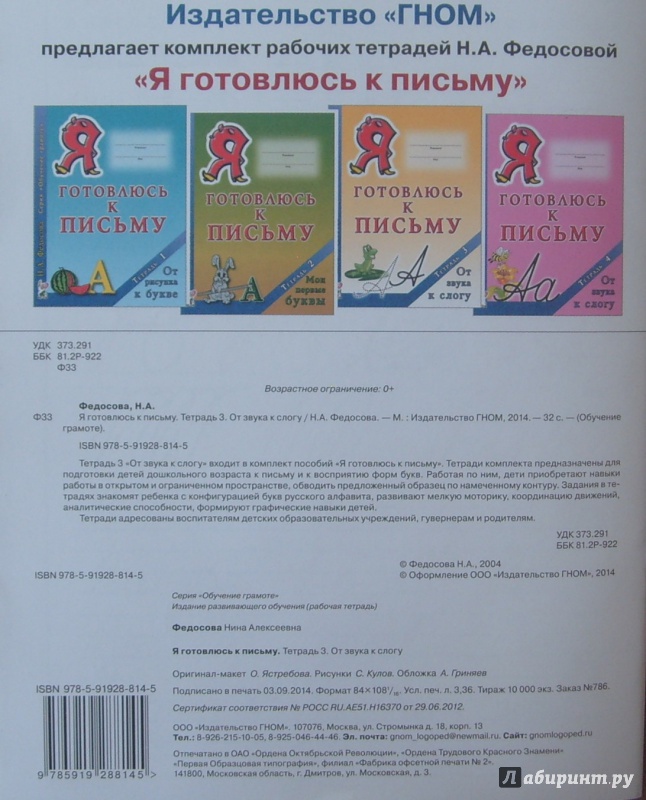 Издательство «ГНОМ»
предлагает комплект рабочих тетрадей Н.А. Федосовой
«Я готовлюсь к письму»
Я
ГОТОВЛЮСЬ
К
ПИСЬМУ
Тетрадь 1
А
От
рисунка
к букве
Я
ГОТОВЛЮСЬ
К
ПИСЬМУ
Тетрадь 2
А
Мои
первые
буквы
Я
ГОТОВЛЮСЬ
К
ПИСЬМУ
Тетрадь 3
А А
От
звука
к слогу
Я
ГОТОВЛЮСЬ
К
ПИСЬМУ
Тетрадь 4
Аа
От
звука
к слогу
УДК 373.291
ББК 81.2Р-922
Ф33
Возрастное ограничение: 0+
Федосова, Н.А.
Ф33 Я готовлюсь к письму. Тетрадь 3. От звука к слогу / Н.А. Федосова. — М. : Издательство ГНОМ, 2014. — 32 с. — (Обучение
грамоте).
ISBN 978-5-91928-814-5
Тетрадь 3 «От звука к слогу» входит в комплект пособий «Я готовлюсь к письму». Тетради комплекта предназначены для
подготовки детей дошкольного возраста к письму и к восприятию форм букв. Работая по ним, дети приобретают навыки
работы в открытом и ограниченном пространстве, обводить предложенный образец по намеченному контуру. Задания в те-
традях знакомят ребенка с конфигурацией букв русского алфавита, развивают мелкую моторику, координацию движений,
аналитические способности, формируют графические навыки детей.
Тетради адресованы воспитателям детских образовательных учреждений, гувернерам и родителям.
УДК 373.291
ББК 81.2Р-922
© Федосова Н.А., 2004
ISBN 978-5-91928-814-5 © Оформление ООО «Издательство ГНОМ», 2014
Серия «Обучение грамоте»
Издание развивающего обучения (рабочая тетрадь)
Федосова Нина Алексеевна
Я готовлюсь к письму. Тетрадь 3. От звука к слогу
Оригинал-макет О. Ястребова. Рисунки С. Кулов. Обложка А. Гриняев
Подписано в печать 03.09.2014. Формат 84 × 108 1/16. Усл. печ. л. 3,36. Тираж 10 000 экз. Заказ №786.
Сертификат соответствия № РОСС RU.AE51.H16370 от 29.06.2012.
ООО «Издательство ГНОМ». 107076, Москва, ул. Стромынка д. 18, корп. 13
Тел.: 8-926-215-10-05, 8-925-046-44-46. Эл. почта: gnom_logoped@newmail.ru. Сайт: gnomlogoped.ru
Отпечатано в ОАО «Ордена Октябрьской Революции», «Ордена Трудового Красного Знамени»
"Первая Образцовая типография", филиал «Фабрика офсетной печати № 2».
141800, Московская область, г. Дмитров, ул. Московская, д. 3.
ISBN 978-5-91928-814-5
9 785919 288145 >
Лабиринт.ру